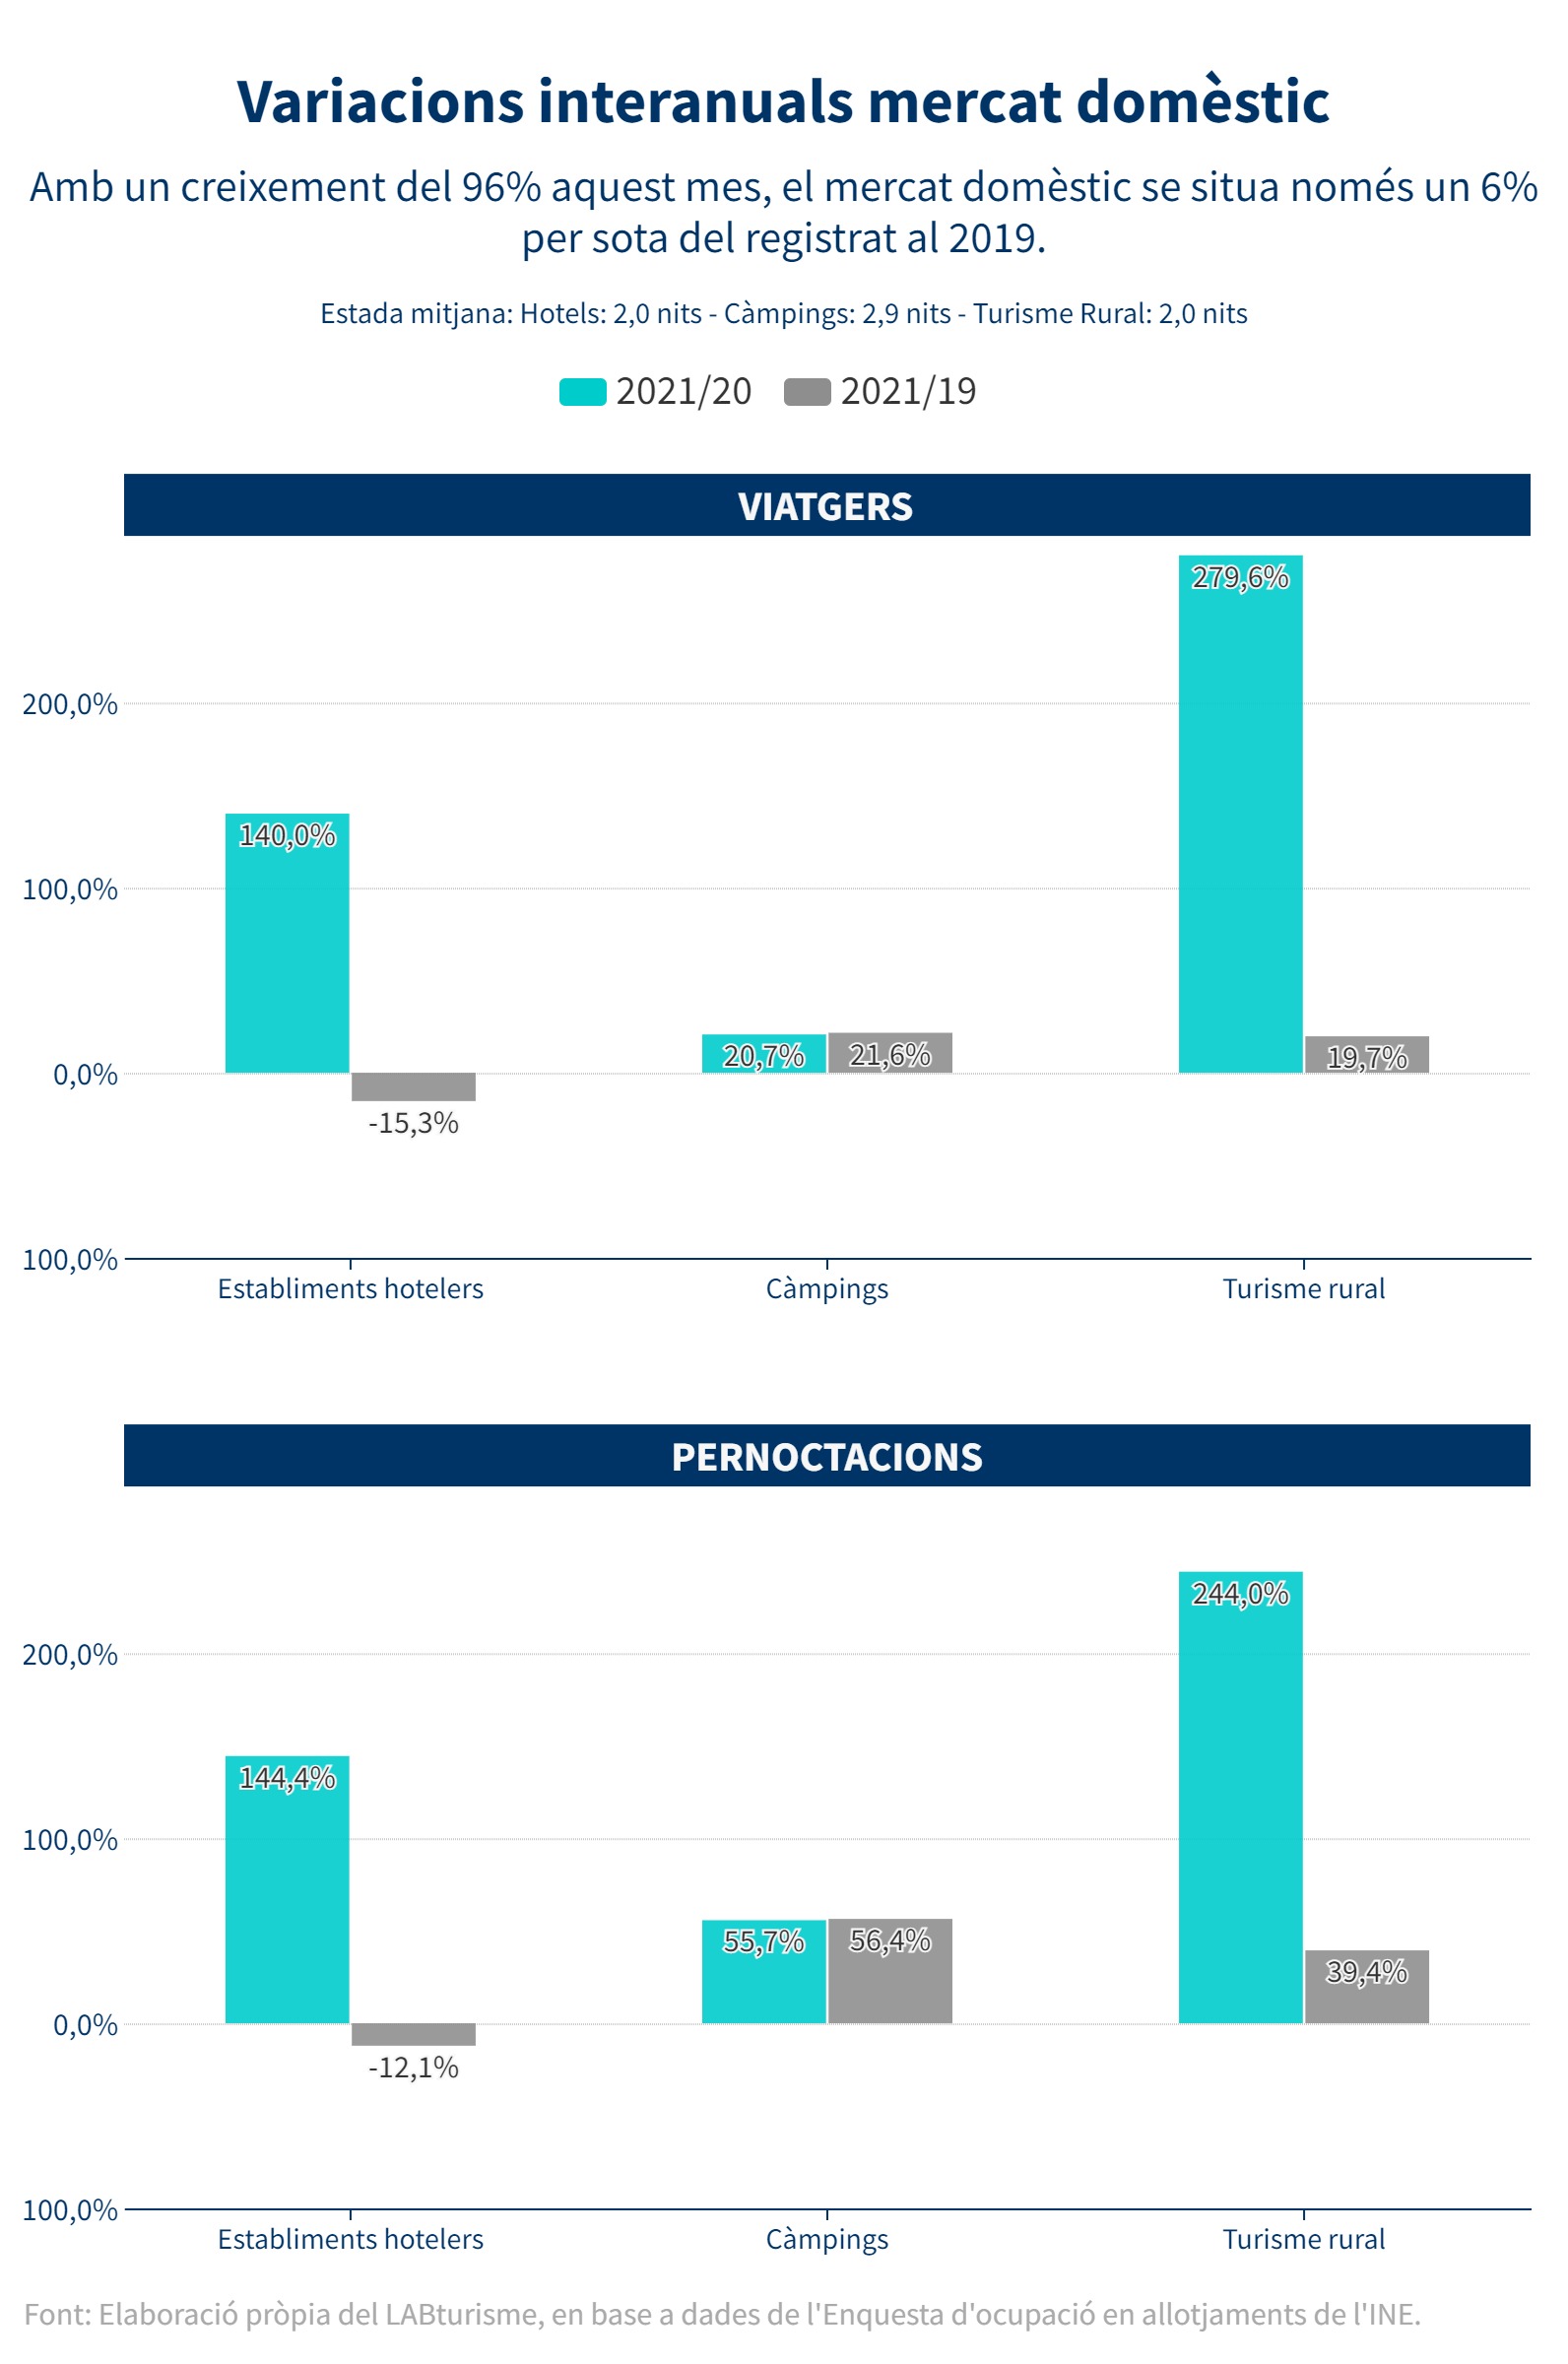 Variacions interanuals mercat domèstic
Amb un creixement del 96% aquest mes, el mercat domèstic se situa només un 6%
per sota del registrat al 2019.
Estada mitjana: Hotels: 2,0 nits - Càmpings: 2,9 nits - Turisme Rural: 2,0 nits
2021/20 2021/19
VIATGERS
279,6%
200,0%
140,0%
100,0%
20,7% 21,6% 19,7%
0,0%
-15,3%
100,0%
Establiments hotelers Càmpings Turisme rural
PERNOCTACIONS
244,0%
200,0%
144,4%
100,0%
55,7% 56,4% 39,4%
0,0%
-12,1%
100,0%
Establiments hotelers Càmpings Turisme rural
Font: Elaboració pròpia del LABturisme, en base a dades de l'Enquesta d'ocupació en allotjaments de l'INE.